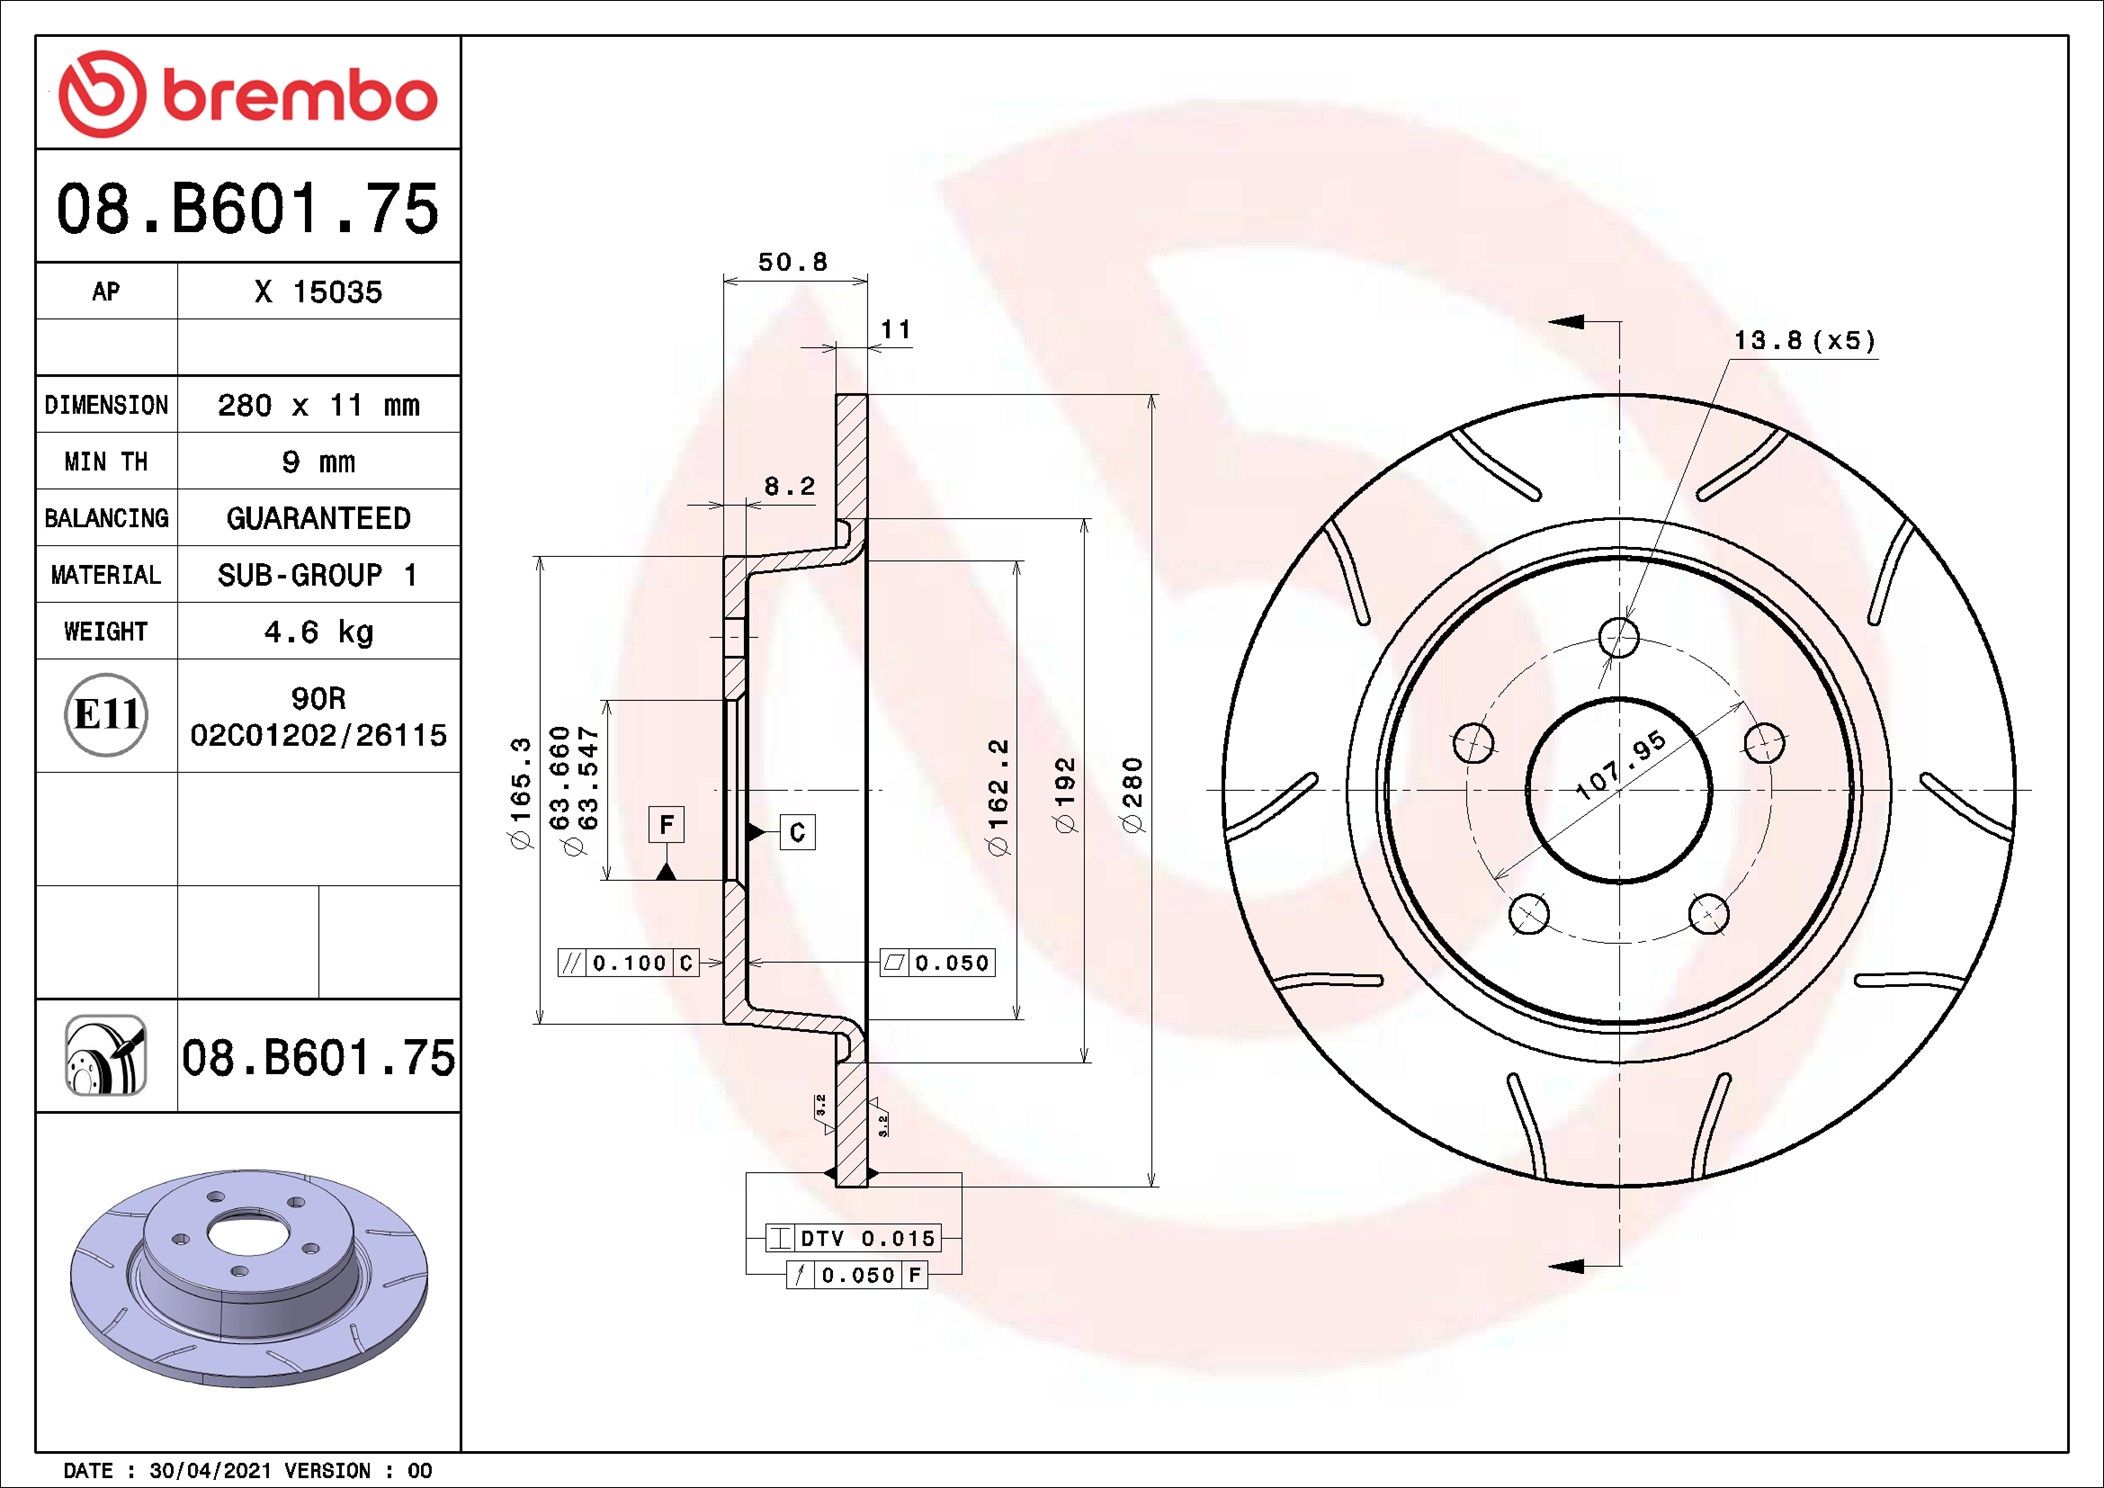 brembo
08.B601.75
AP X 15035
DIMENSION 280 x 11 mm
MIN TH 9 mm
BALANCING GUARANTEED
MATERIAL SUB-GROUP 1
WEIGHT 4.6 kg
E11 90R
02C01202/26115
08.B601.75
DATE : 30/04/2021 VERSION : 00
50.8
11
8.2
13.8(x5)
Ø165.3
Ø63.660
63.547
F
C
Ø162.2
Ø192
Ø280
107.95
// 0.100 C
⏥ 0.050
3.2
3.2
DTV 0.015
↗ 0.050 F